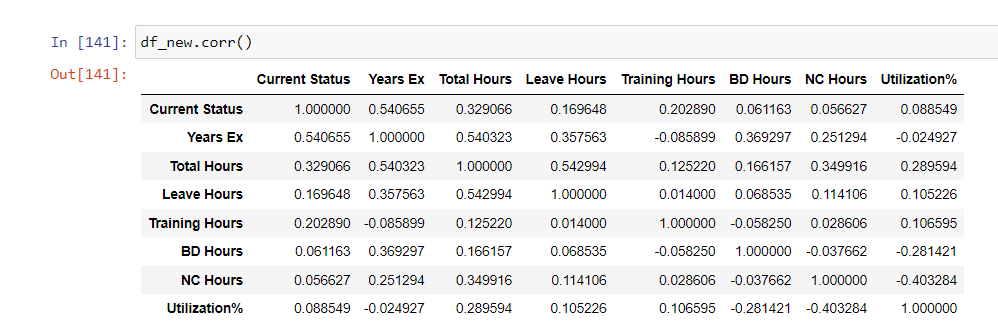 In [141]: df_new.corr()
Out[141]:
Current Status Years Ex Total Hours Leave Hours Training Hours BD Hours NC Hours Utilization%
Current Status 1.000000 0.540655 0.329066 0.169648 0.202890 0.061163 0.056627 0.088549
Years Ex 0.540655 1.000000 0.540323 0.357563 -0.085899 0.369297 0.251294 -0.024927
Total Hours 0.329066 0.540323 1.000000 0.542994 0.125220 0.166157 0.349916 0.289594
Leave Hours 0.169648 0.357563 0.542994 1.000000 0.014000 0.068535 0.114106 0.105226
Training Hours 0.202890 -0.085899 0.125220 0.014000 1.000000 -0.058250 0.028606 0.106595
BD Hours 0.061163 0.369297 0.166157 0.068535 -0.058250 1.000000 -0.037662 -0.281421
NC Hours 0.056627 0.251294 0.349916 0.114106 0.028606 -0.037662 1.000000 -0.403284
Utilization% 0.088549 -0.024927 0.289594 0.105226 0.106595 -0.281421 -0.403284 1.000000